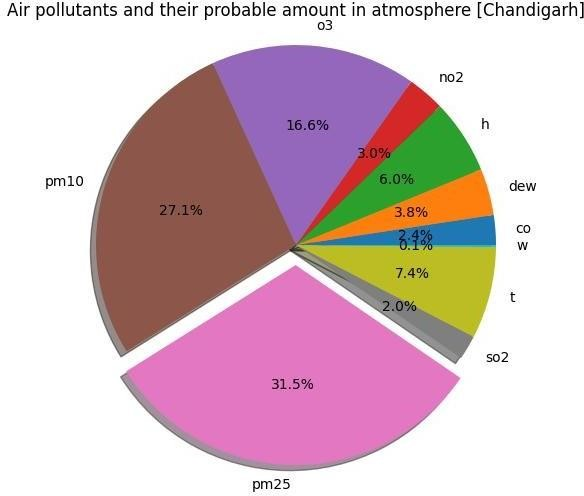 Air pollutants and their probable amount in atmosphere [Chandigarh]
o3
no2
16.6%
h
3.0%
6.0%
pm10
dew
27.1%
3.8%
co
2.4%
w
0.1%
7.4%
t
2.0%
so2
31.5%
pm25